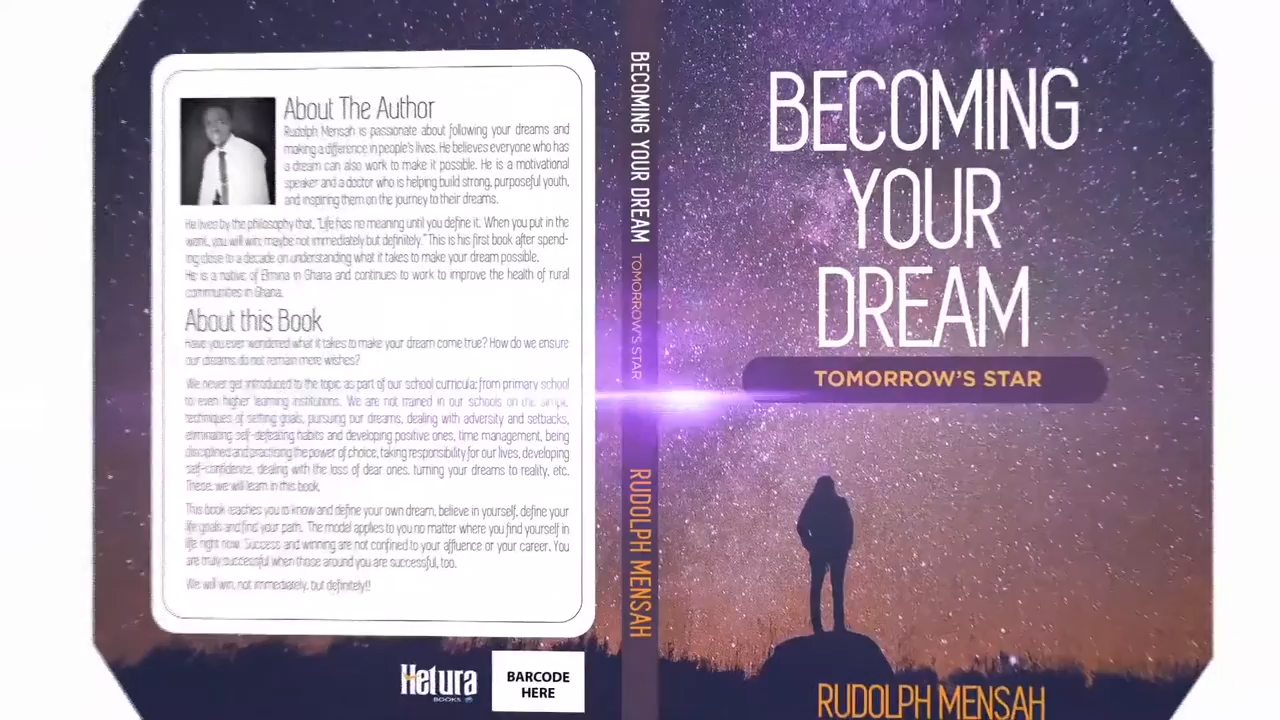 About The Author
Rudolph Mensah is passionate about following your dreams and
making a difference in people's lives. He believes everyone who has
a dream can also work to make it possible. He is a motivational
speaker and a doctor who is helping build strong, purposeful youth,
and inspiring them on the journey to their dreams.
He lives by the philosophy that, "Life has no meaning until you define it. When you put in the
work, you will win; maybe not immediately but definitely." This is his first book after spend-
ing close to a decade on understanding what it takes to make your dream possible.
He is a native of Elmina in Ghana and continues to work to improve the health of rural
communities in Ghana.
About this Book
Have you ever wondered what it takes to make your dream come true? How do we ensure
our dreams do not remain mere wishes?
We never get introduced to the topic as part of our school curricula; from primary school
to even higher learning institutions. We are not trained in our schools on the simple
techniques of setting goals, pursuing our dreams, dealing with adversity and setbacks,
eliminating self-defeating habits and developing positive ones, time management, being
disciplined and practising the power of choice, taking responsibility for our lives, developing
self-confidence, dealing with the loss of dear ones, turning your dreams to reality, etc.
These, we will learn in this book.
This book teaches you to know and define your own dream, believe in yourself, define your
life goals and find your path. The model applies to you no matter where you find yourself in
life right now. Success and winning are not confined to your affluence or your career. You
are truly successful when those around you are successful, too.
We will win, not immediately, but definitely!!
Hetura
BOOKS
BARCODE
HERE
BECOMING YOUR DREAM TOMORROW'S STAR RUDOLPH MENSAH
BECOMING
YOUR
DREAM
TOMORROW'S STAR
RUDOLPH MENSAH